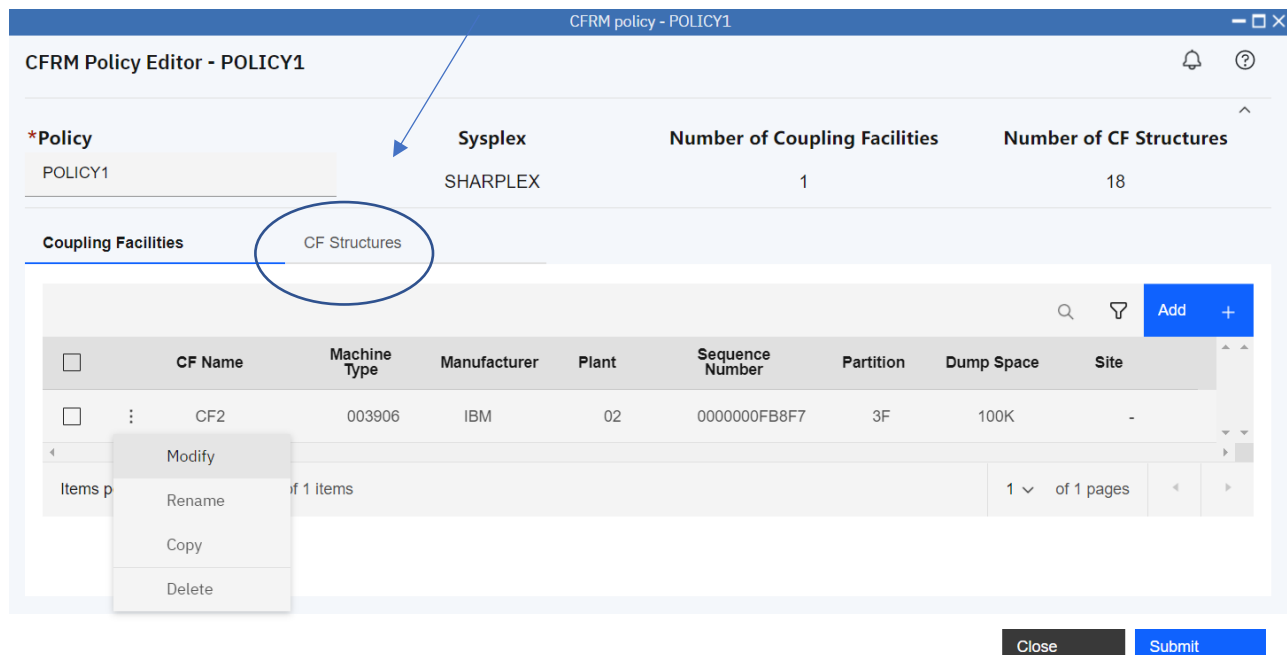 CFRM policy - POLICY1
CFRM Policy Editor - POLICY1
*Policy Sysplex Number of Coupling Facilities Number of CF Structures
POLICY1 SHARPLEX 1 18
Coupling Facilities CF Structures
Add +
CF Name Machine Type Manufacturer Plant Sequence Number Partition Dump Space Site
CF2 003906 IBM 02 0000000FB8F7 3F 100K -
Modify
Items of 1 items 1 of 1 pages
Rename
Copy
Delete
Close Submit